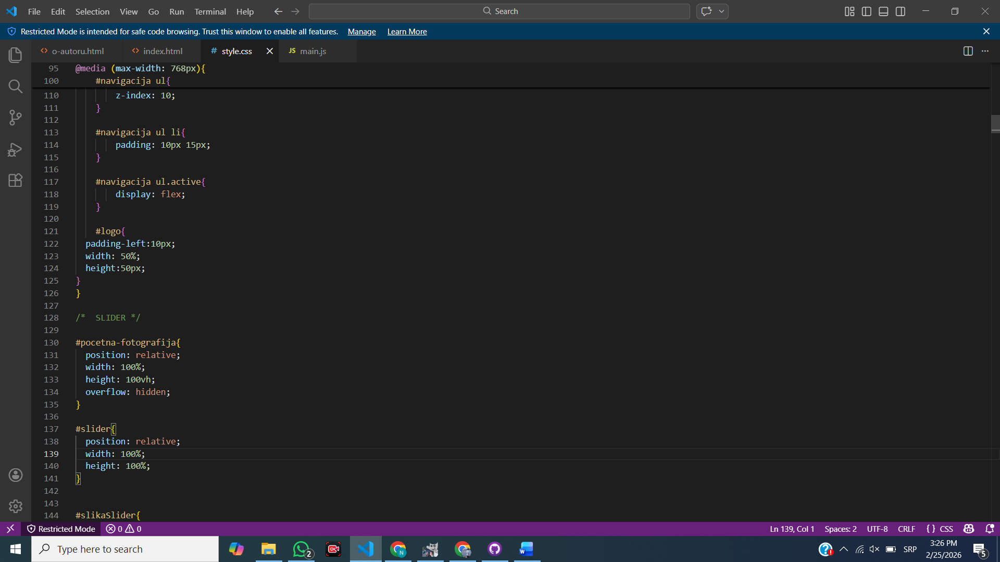 File Edit Selection View Go Run Terminal Help Search
Restricted Mode is intended for safe code browsing. Trust this window to enable all features. Manage Learn More
o-autoru.html index.html # style.css JS main.js
95 @media (max-width: 768px){
100 #navigacija ul{
110 z-index: 10;
111 }
112
113 #navigacija ul li{
114 padding: 10px 15px;
115 }
116
117 #navigacija ul.active{
118 display: flex;
119 }
120
121 #logo{
122 padding-left:10px;
123 width: 50%;
124 height:50px;
125 }
126 }
127
128 /*  SLIDER */
129
130 #pocetna-fotografija{
131 position: relative;
132 width: 100%;
133 height: 100vh;
134 overflow: hidden;
135 }
136
137 #slider{
138 position: relative;
139 width: 100%;
140 height: 100%;
141 }
142
143
144 #slikaSlider{
Restricted Mode 0 0 Ln 139, Col 1 Spaces: 2 UTF-8 CRLF { } CSS
Type here to search 2 N W SRP 3:26 PM 2/25/2026 5